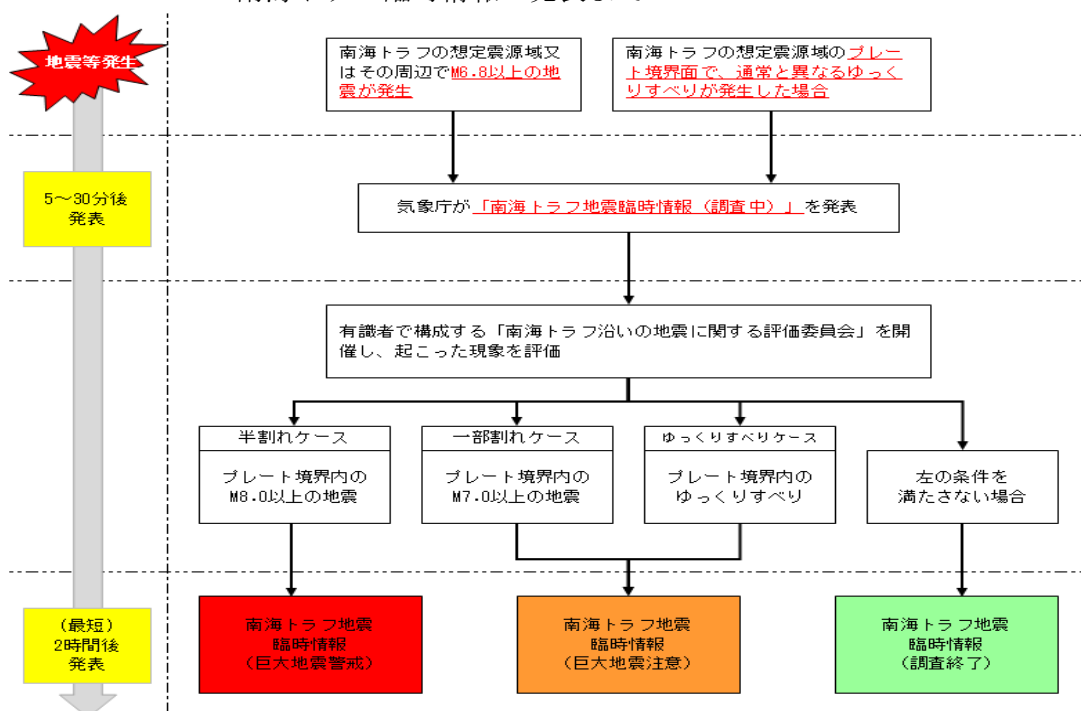 地震等発生
南海トラフの想定震源域又
はその周辺でM6.8以上の地
震が発生
南海トラフの想定震源域のプレー
ト境界面で、通常と異なるゆっく
りすべりが発生した場合
5～30分後
発表
気象庁が「南海トラフ地震臨時情報（調査中）」を発表
有識者で構成する「南海トラフ沿いの地震に関する評価委員会」を開
催し、起こった現象を評価
半割れケース
プレート境界内の
M8.0以上の地震
一部割れケース
プレート境界内の
M7.0以上の地震
ゆっくりすべりケース
プレート境界内の
ゆっくりすべり
左の条件を
満たさない場合
（最短）
2時間後
発表
南海トラフ地震
臨時情報
（巨大地震警戒）
南海トラフ地震
臨時情報
（巨大地震注意）
南海トラフ地震
臨時情報
（調査終了）